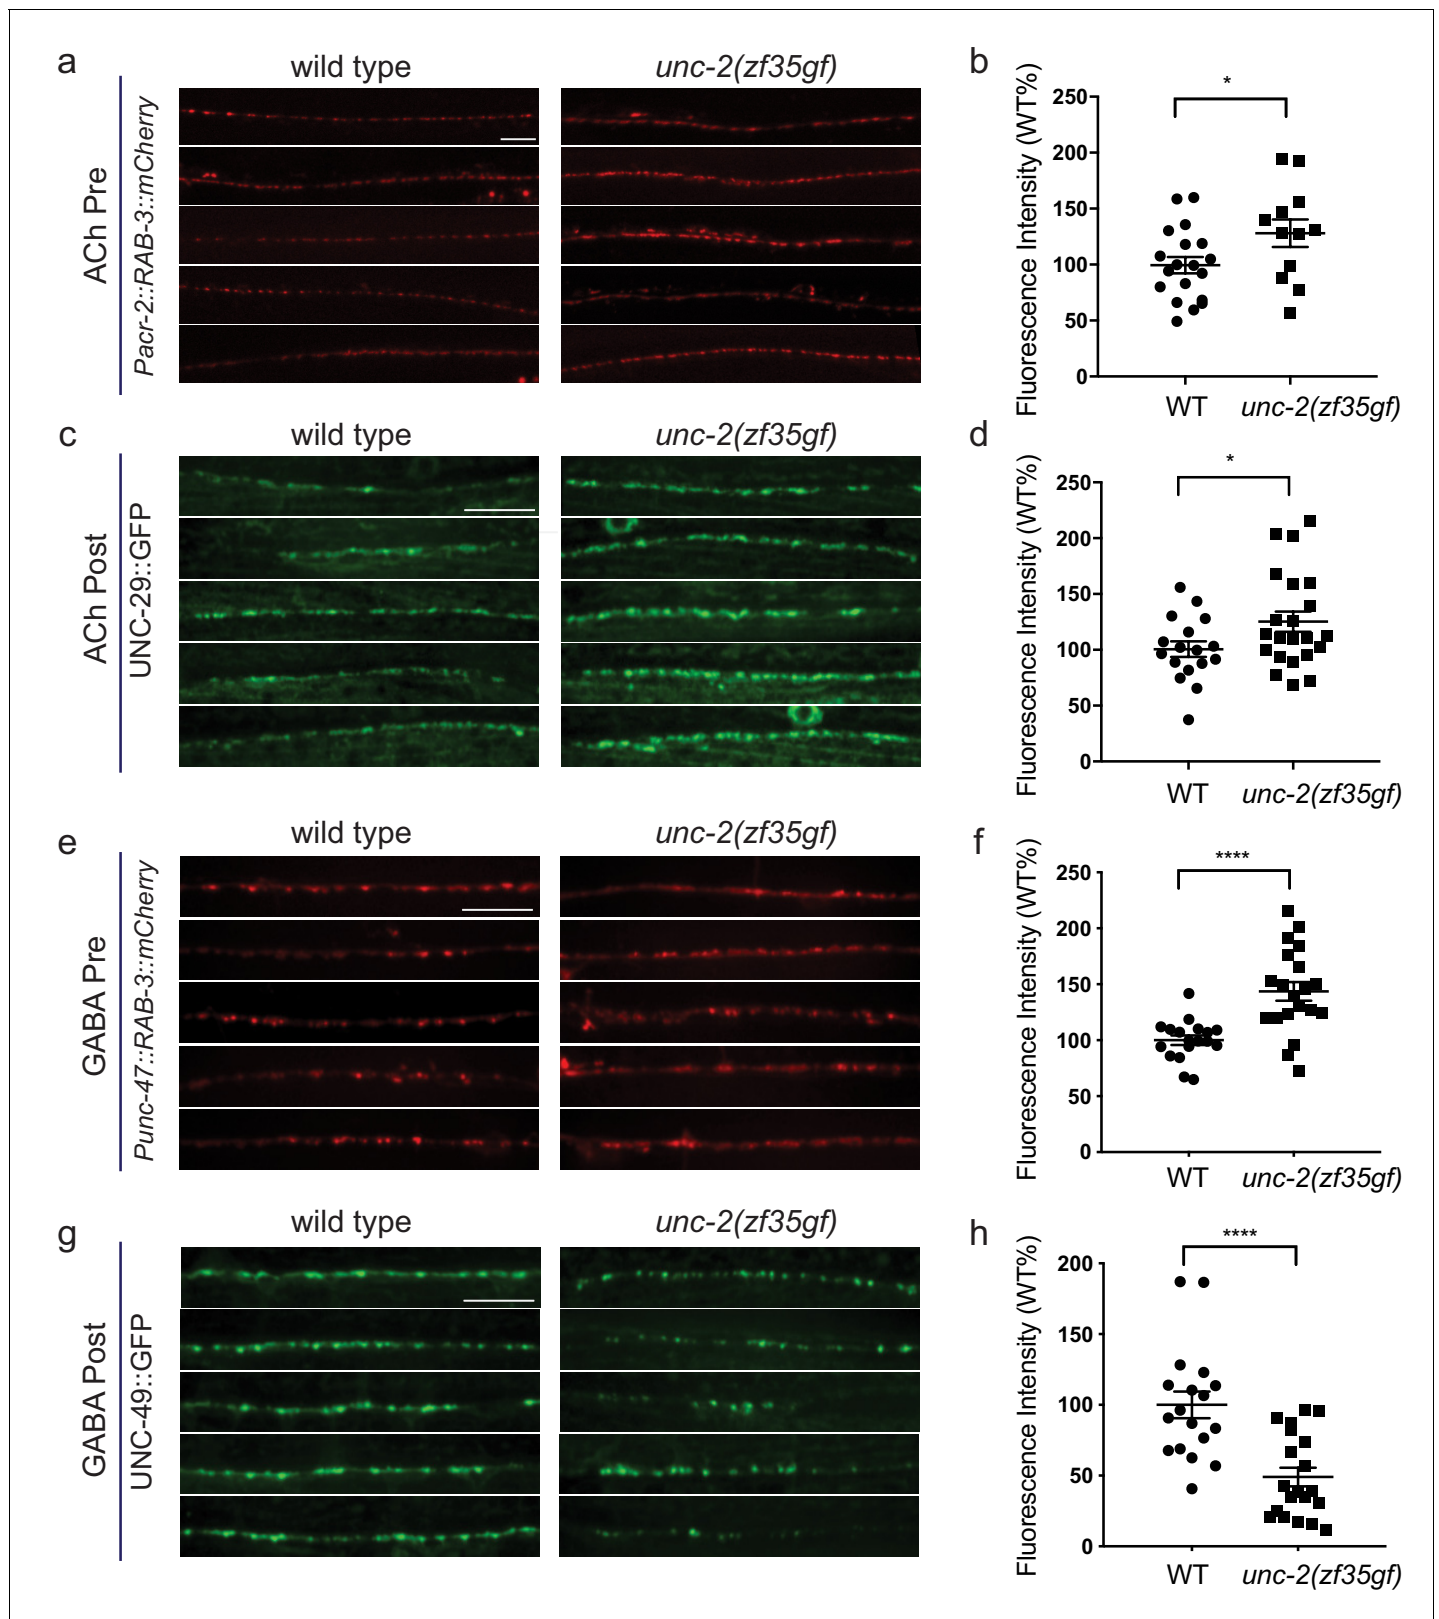 a
wild type
unc-2(zf35gf)
ACh Pre
Pacr-2::RAB-3::mCherry
b
*
Fluorescence Intensity (WT%)
250
200
150
100
50
0
WT
unc-2(zf35gf)
c
wild type
unc-2(zf35gf)
ACh Post
UNC-29::GFP
d
*
Fluorescence Intensity (WT%)
250
200
150
100
50
0
WT
unc-2(zf35gf)
e
wild type
unc-2(zf35gf)
GABA Pre
Punc-47::RAB-3::mCherry
f
****
Fluorescence Intensity (WT%)
250
200
150
100
50
0
WT
unc-2(zf35gf)
g
wild type
unc-2(zf35gf)
GABA Post
UNC-49::GFP
h
****
Fluorescence Intensity (WT%)
200
150
100
50
0
WT
unc-2(zf35gf)